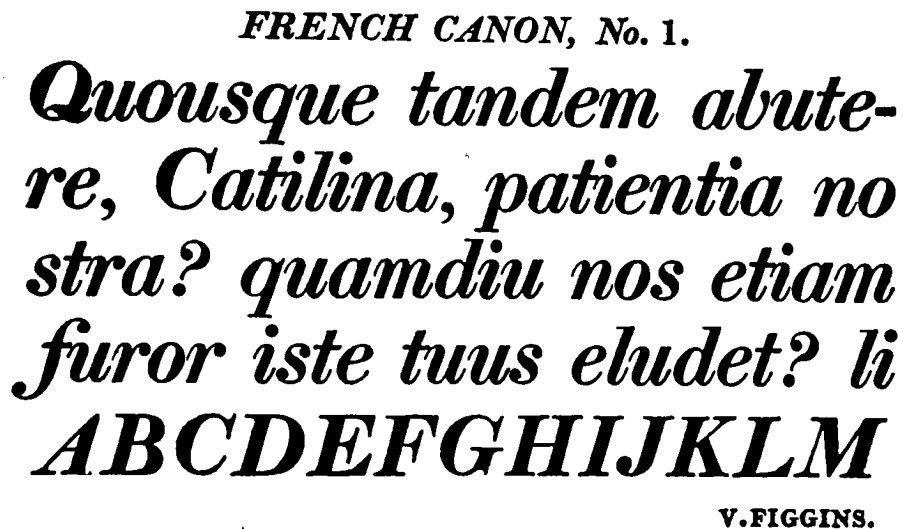 FRENCH CANON, No. 1.
Quousque tandem abute-
re, Catilina, patientia no
stra? quamdiu nos etiam
furor iste tuus eludet? li
ABCDEFGHIJKLM
V. FIGGINS.